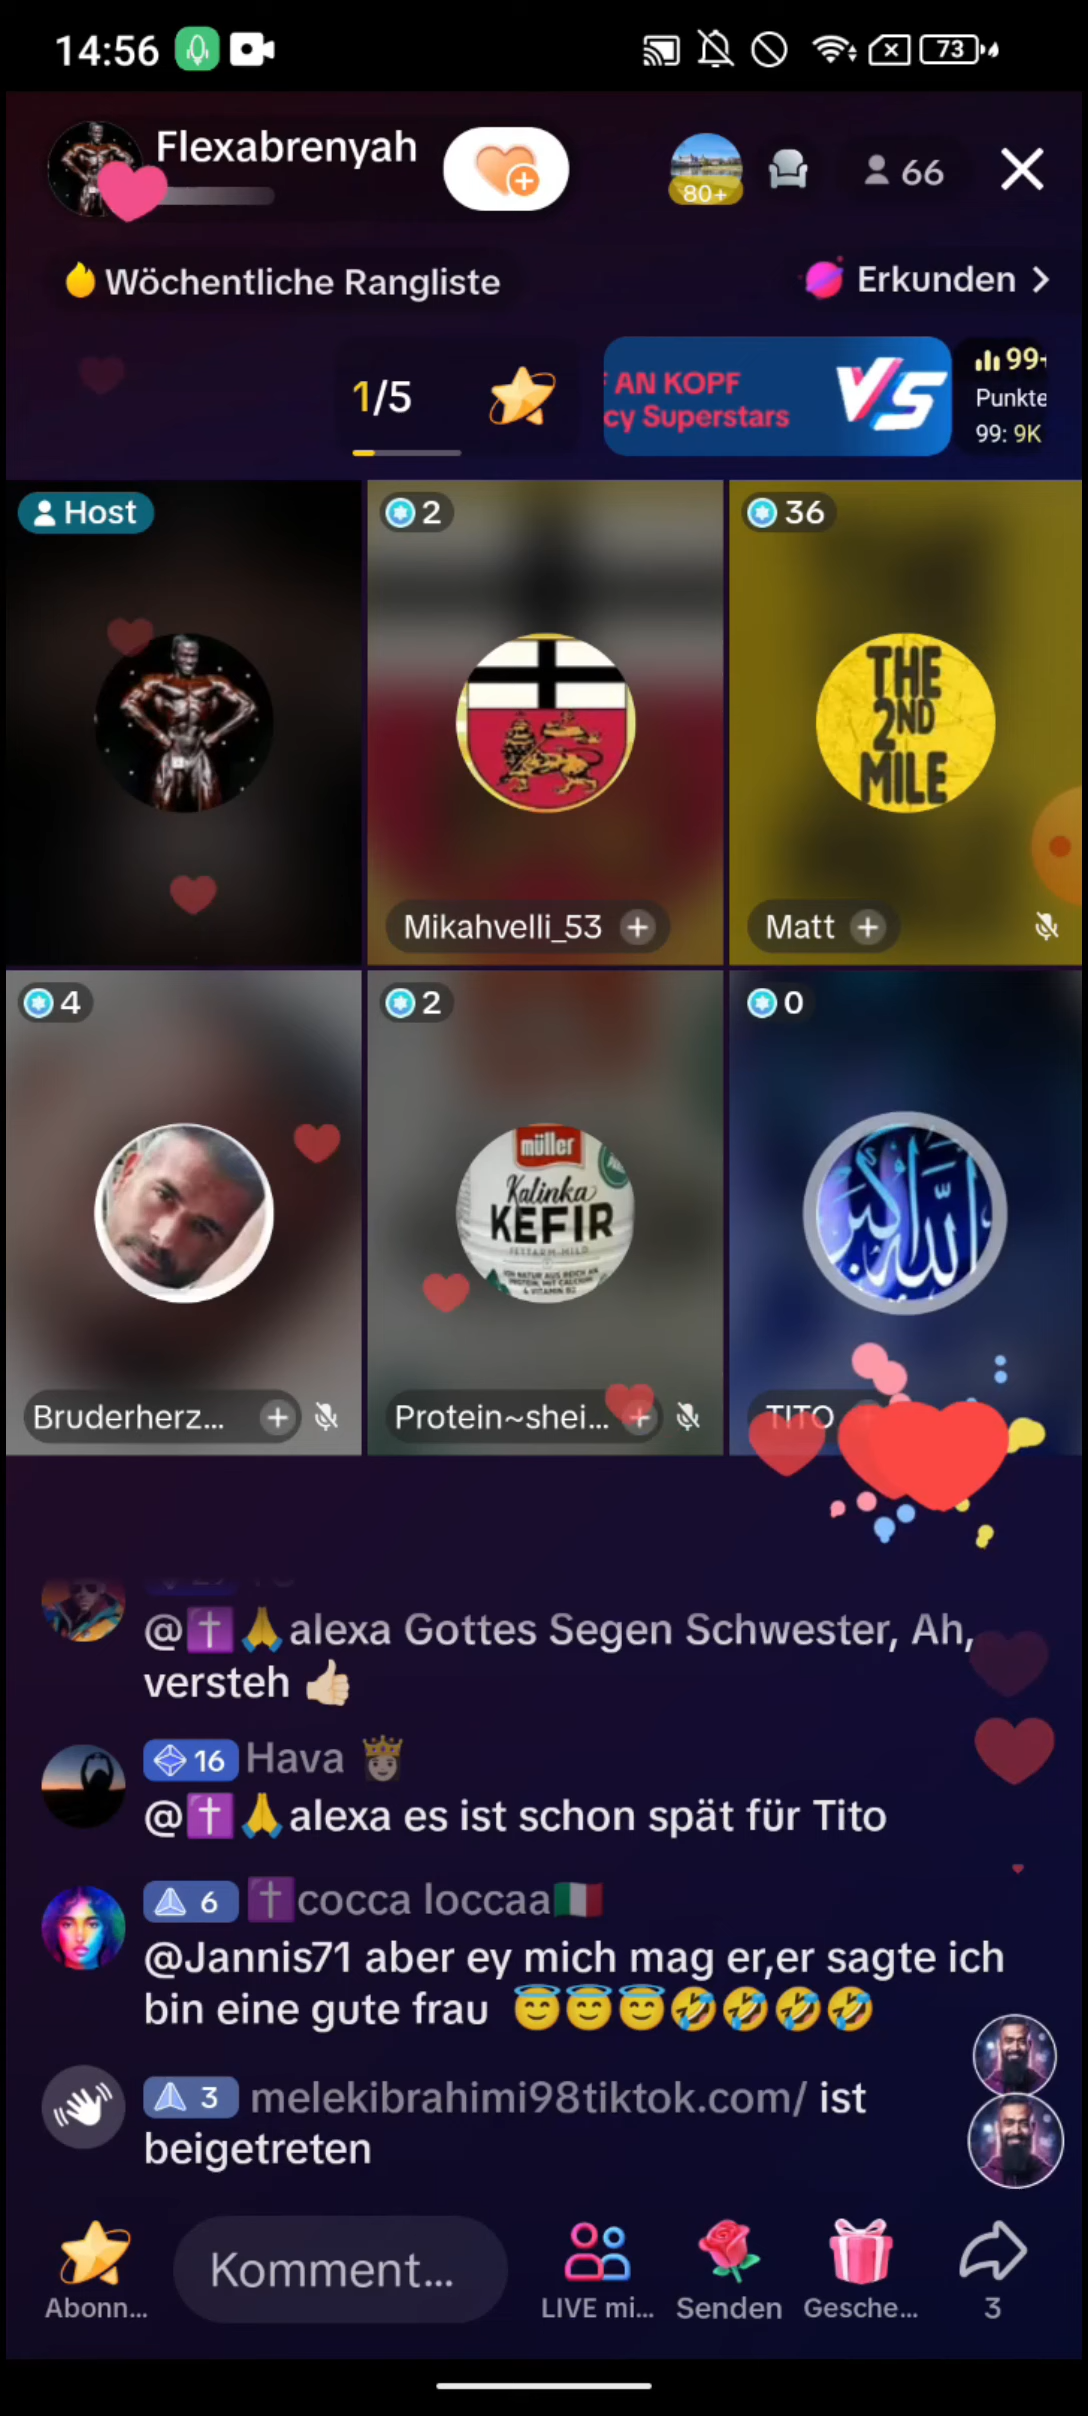 14:56
73
Flexabrenyah
80+
66
Wöchentliche Rangliste
Erkunden
1/5
AN KOPF
cy Superstars
VS
99+
Punkte
99: 9K
Host
2
36
THE
2ND
MILE
Mikahvelli_53
Matt
4
2
0
müller
Kalinka
KEFIR
FETTARM-MILD
الله أكبر
Bruderherz...
Protein~shei...
TITO
@✝️🙏alexa Gottes Segen Schwester, Ah,
versteh 👍🏻
16 Hava 👸
@✝️🙏alexa es ist schon spät für Tito
6 ✝️cocca loccaa🇮🇹
@Jannis71 aber ey mich mag er,er sagte ich
bin eine gute frau 😇😇😇🤣🤣🤣🤣
3 melekibrahimi98tiktok.com/ ist
beigetreten
Komment...
Abonn...
LIVE mi...
Senden
Gesche...
3